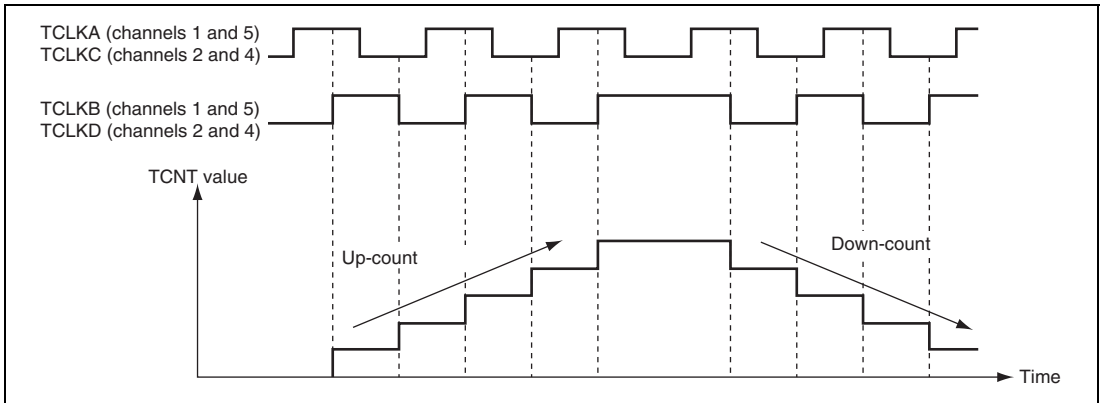 TCLKA (channels 1 and 5)
TCLKC (channels 2 and 4)
TCLKB (channels 1 and 5)
TCLKD (channels 2 and 4)
TCNT value
Up-count
Down-count
Time